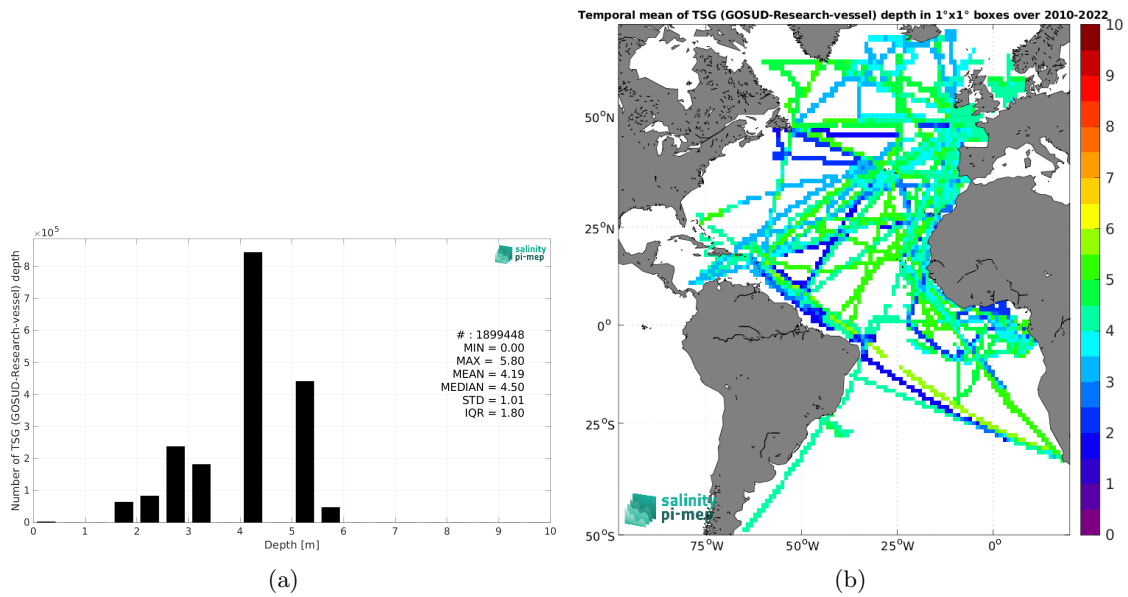 Temporal mean of TSG (GOSUD-Research-vessel) depth in 1°x1° boxes over 2010-2022
×10⁵
Number of TSG (GOSUD-Research-vessel) depth
8
7
6
5
4
3
2
1
0
salinity
pi-mep
# : 1899448
MIN = 0.00
MAX = 5.80
MEAN = 4.19
MEDIAN = 4.50
STD = 1.01
IQR = 1.80
0 1 2 3 4 5 6 7 8 9 10
Depth [m]
(a)
50°N
25°N
0°
25°S
50°S
75°W 50°W 25°W 0°
salinity
pi-mep
10
9
8
7
6
5
4
3
2
1
0
(b)